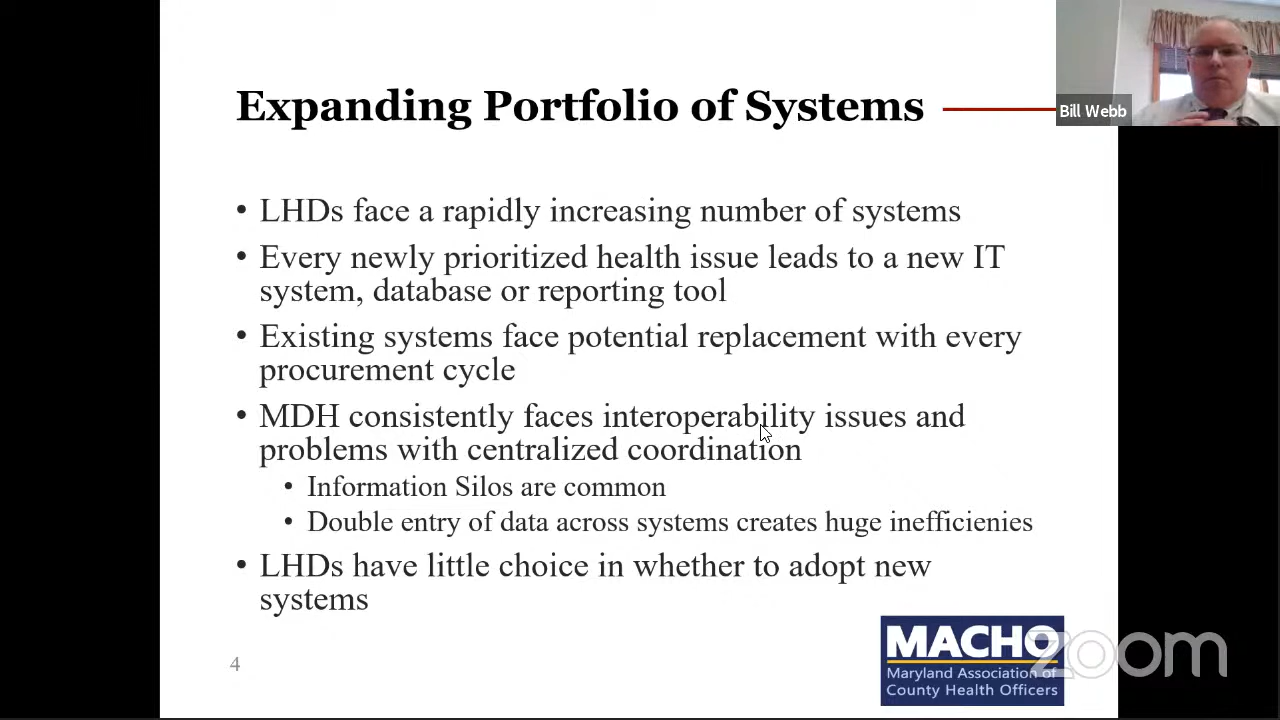 Expanding Portfolio of Systems
Bill Webb
• LHDs face a rapidly increasing number of systems
• Every newly prioritized health issue leads to a new IT
system, database or reporting tool
• Existing systems face potential replacement with every
procurement cycle
• MDH consistently faces interoperability issues and
problems with centralized coordination
• Information Silos are common
• Double entry of data across systems creates huge inefficienies
• LHDs have little choice in whether to adopt new
systems
4
MACHO
Maryland Association of
County Health Officers
zoom